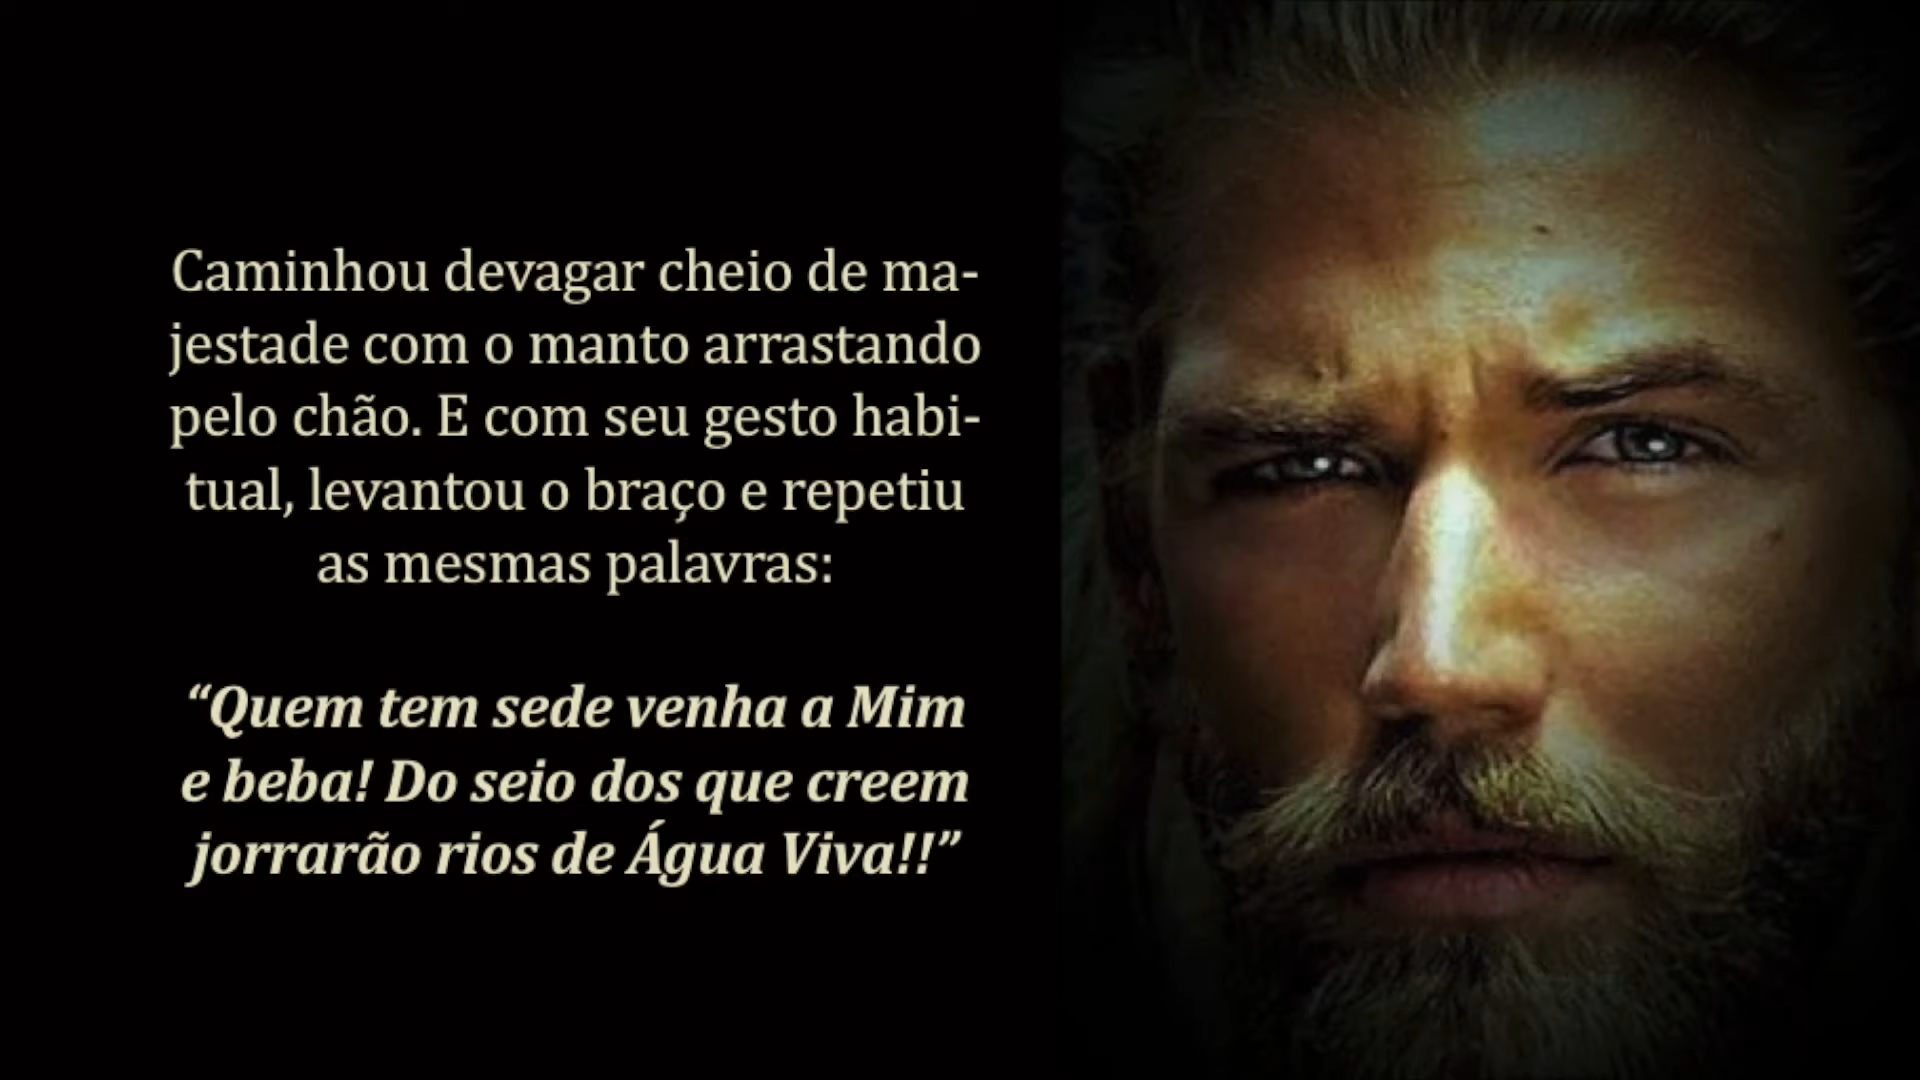 Caminhou devagar cheio de ma-
jestade com o manto arrastando
pelo chão. E com seu gesto habi-
tual, levantou o braço e repetiu
as mesmas palavras:
“Quem tem sede venha a Mim
e beba! Do seio dos que creem
jorrarão rios de Água Viva!!”